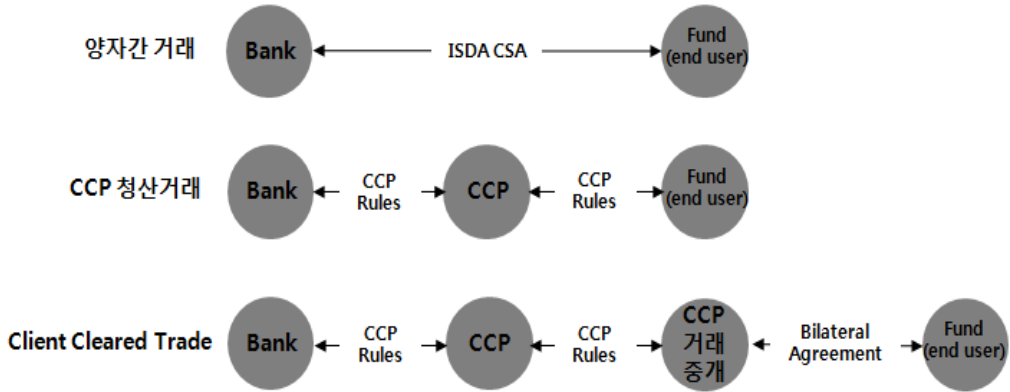 양자간 거래
Bank
ISDA CSA
Fund
(end user)
CCP 청산거래
Bank
CCP
Rules
CCP
CCP
Rules
Fund
(end user)
Client Cleared Trade
Bank
CCP
Rules
CCP
CCP
Rules
CCP
거래
중개
Bilateral
Agreement
Fund
(end user)